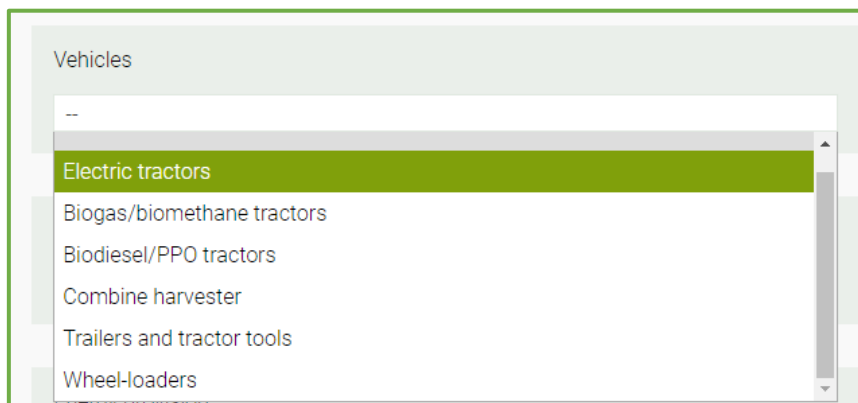 Vehicles
--
Electric tractors
Biogas/biomethane tractors
Biodiesel/PPO tractors
Combine harvester
Trailers and tractor tools
Wheel-loaders